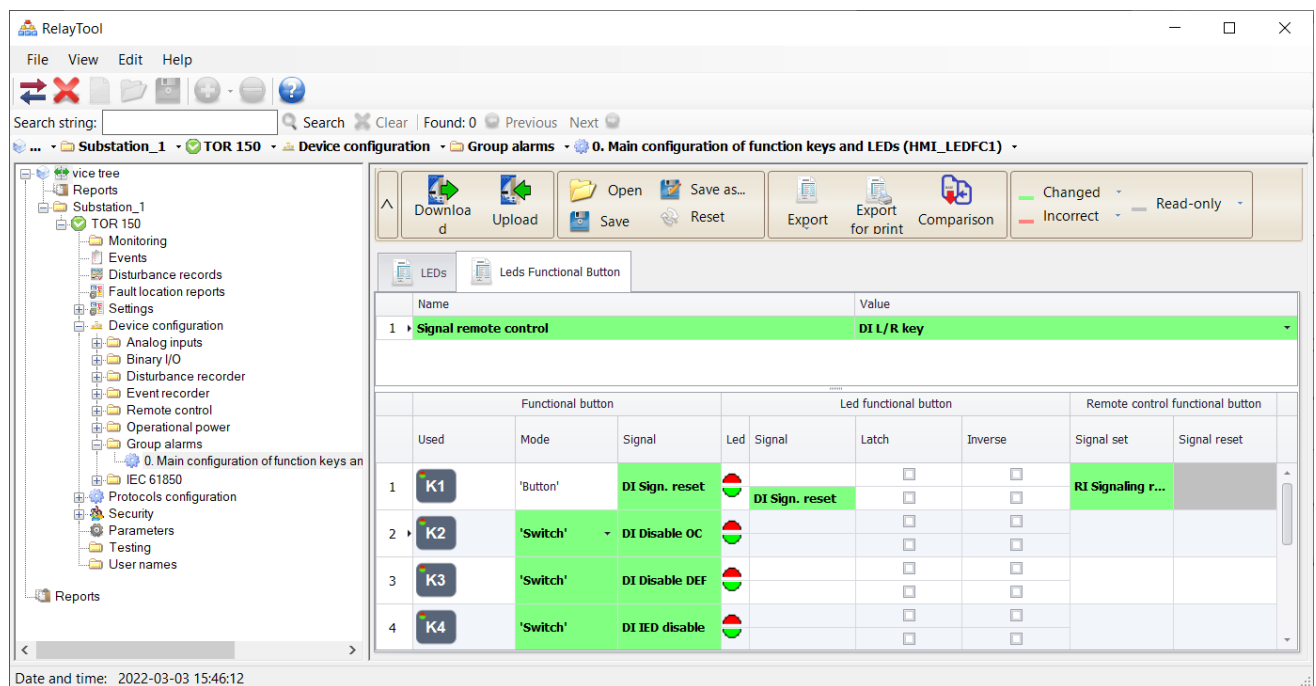 RelayTool
File View Edit Help
Search string: Search Clear Found: 0 Previous Next
... Substation_1 TOR 150 Device configuration Group alarms 0. Main configuration of function keys and LEDs (HMI_LEDFC1)
vice tree
Reports
Substation_1
TOR 150
Monitoring
Events
Disturbance records
Fault location reports
Settings
Device configuration
Analog inputs
Binary I/O
Disturbance recorder
Event recorder
Remote control
Operational power
Group alarms
0. Main configuration of function keys an
IEC 61850
Protocols configuration
Security
Parameters
Testing
User names
Reports
Downloa
d
Upload
Open
Save as...
Save
Reset
Export
Export
for print
Comparison
Changed
Incorrect
Read-only
LEDs
Leds Functional Button
Name Value
1 Signal remote control DI L/R key
Functional button Led functional button Remote control functional button
Used Mode Signal Led Signal Latch Inverse Signal set Signal reset
1 K1 'Button' DI Sign. reset DI Sign. reset RI Signaling r...
2 K2 'Switch' DI Disable OC
3 K3 'Switch' DI Disable DEF
4 K4 'Switch' DI IED disable
Date and time: 2022-03-03 15:46:12